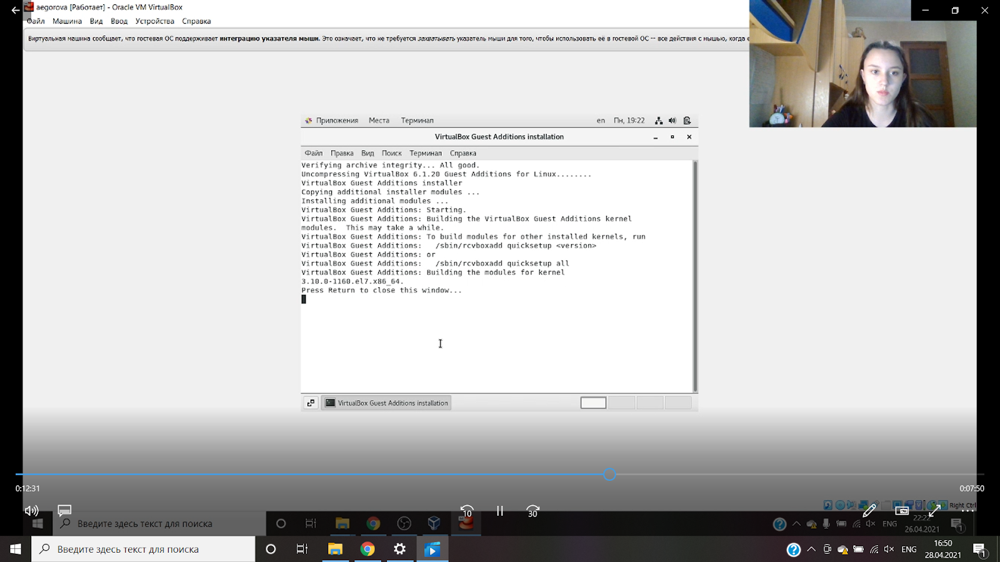 aegorova [Работает] - Oracle VM VirtualBox
Файл Машина Вид Ввод Устройства Справка
Виртуальная машина сообщает, что гостевая ОС поддерживает интеграцию указателя мыши. Это означает, что не требуется захватывать указатель мыши для того, чтобы использовать её в гостевой ОС -- все действия с мышью, когда
Приложения Места Терминал en Пн, 19:22
VirtualBox Guest Additions installation
Файл Правка Вид Поиск Терминал Справка
Verifying archive integrity... All good.
Uncompressing VirtualBox 6.1.20 Guest Additions for Linux........
VirtualBox Guest Additions installer
Copying additional installer modules ...
Installing additional modules ...
VirtualBox Guest Additions: Starting.
VirtualBox Guest Additions: Building the VirtualBox Guest Additions kernel
modules.  This may take a while.
VirtualBox Guest Additions: To build modules for other installed kernels, run
VirtualBox Guest Additions:   /sbin/rcvboxadd quicksetup <version>
VirtualBox Guest Additions: or
VirtualBox Guest Additions:   /sbin/rcvboxadd quicksetup all
VirtualBox Guest Additions: Building the modules for kernel
3.10.0-1160.el7.x86_64.
Press Return to close this window...
VirtualBox Guest Additions installation
0:12:31 0:07:50
10 30
Right Ctrl
Введите здесь текст для поиска ENG 22:22
26.04.2021 1
Введите здесь текст для поиска ENG 16:50
28.04.2021 1